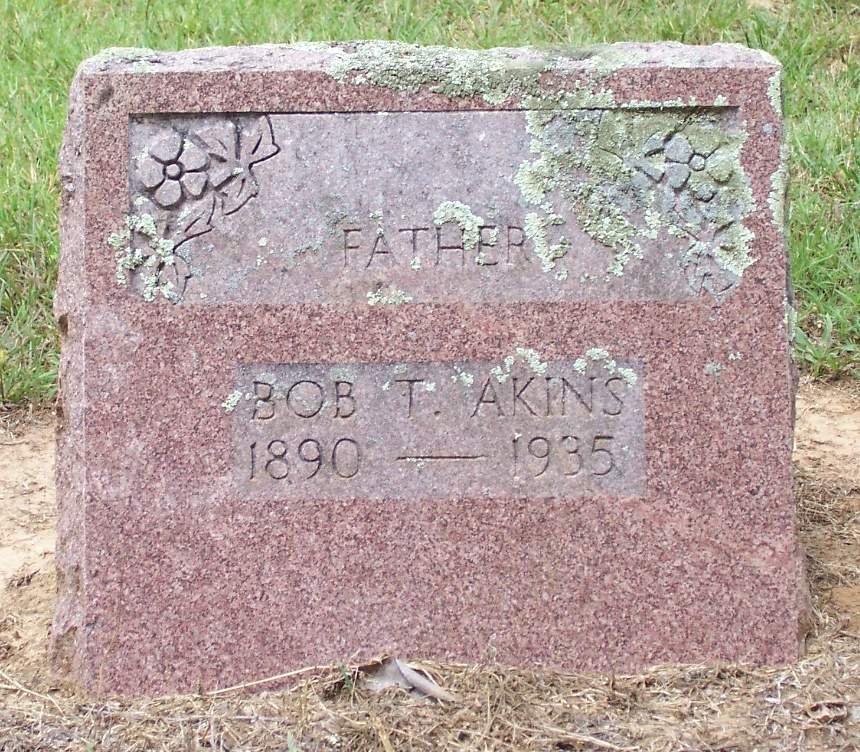 FATHER
BOB T. AKINS
1890 — 1935